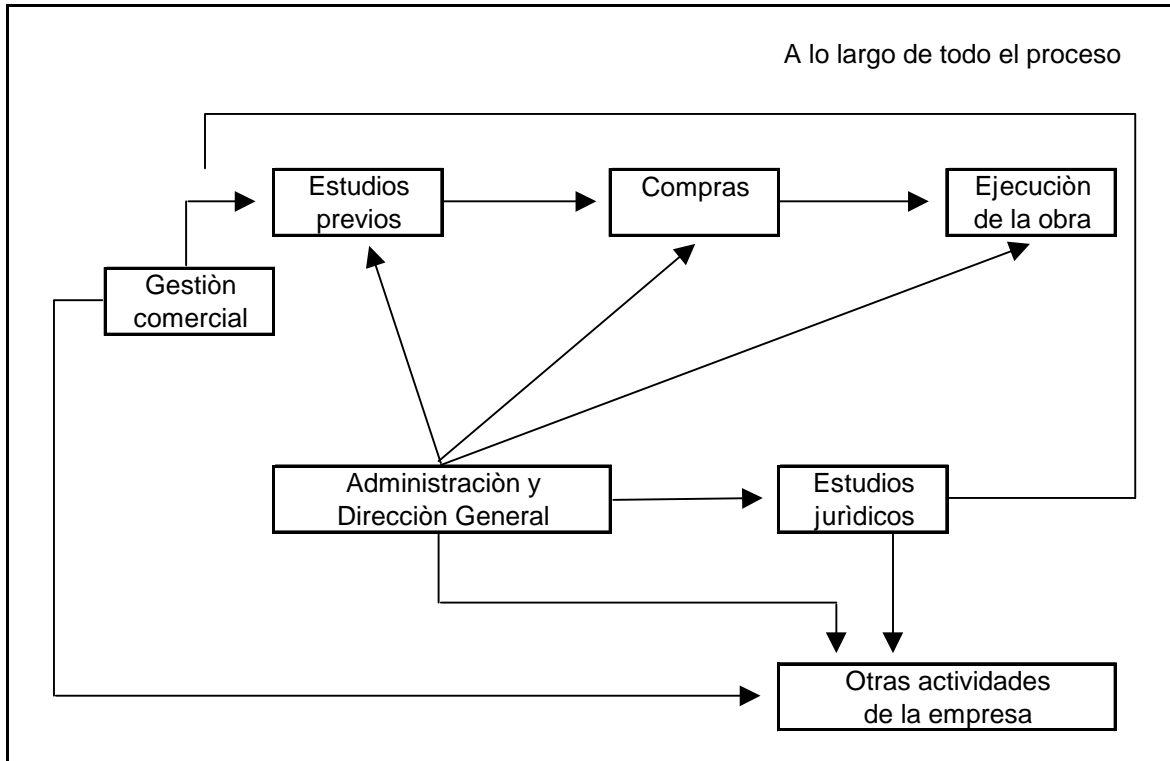 A lo largo de todo el proceso
Estudios
previos
Compras
Ejecuciòn
de la obra
Gestiòn
comercial
Administraciòn y
Direcciòn General
Estudios
jurìdicos
Otras actividades
de la empresa